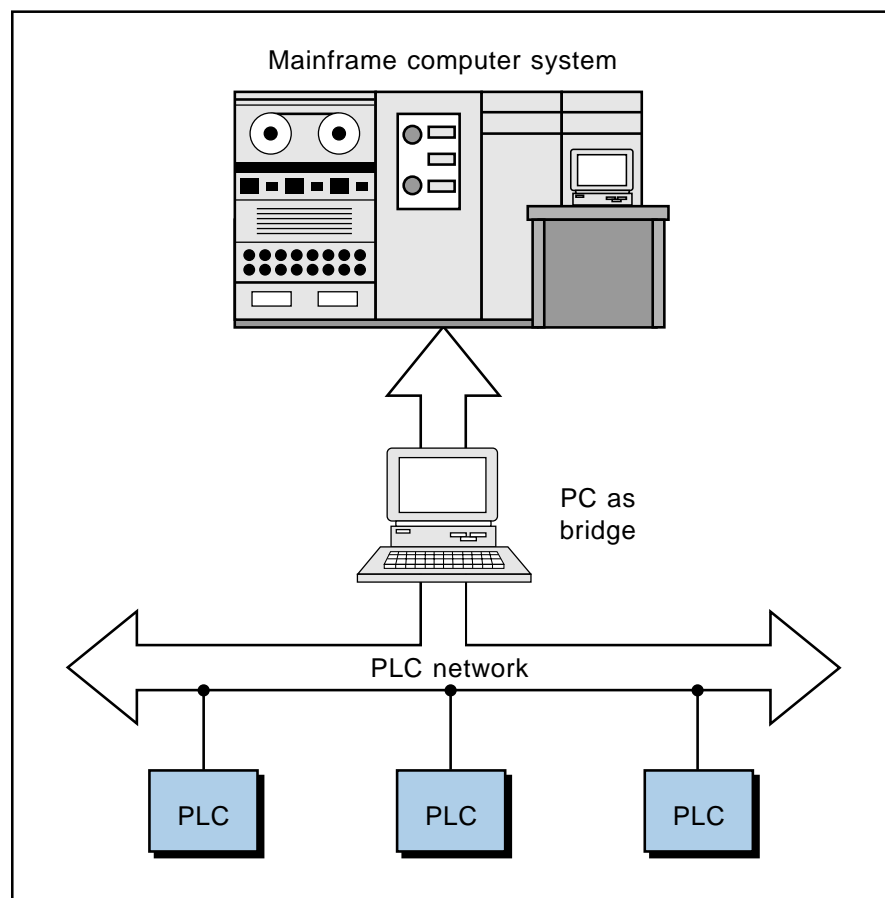 Mainframe computer system
PC as
bridge
PLC network
PLC
PLC
PLC